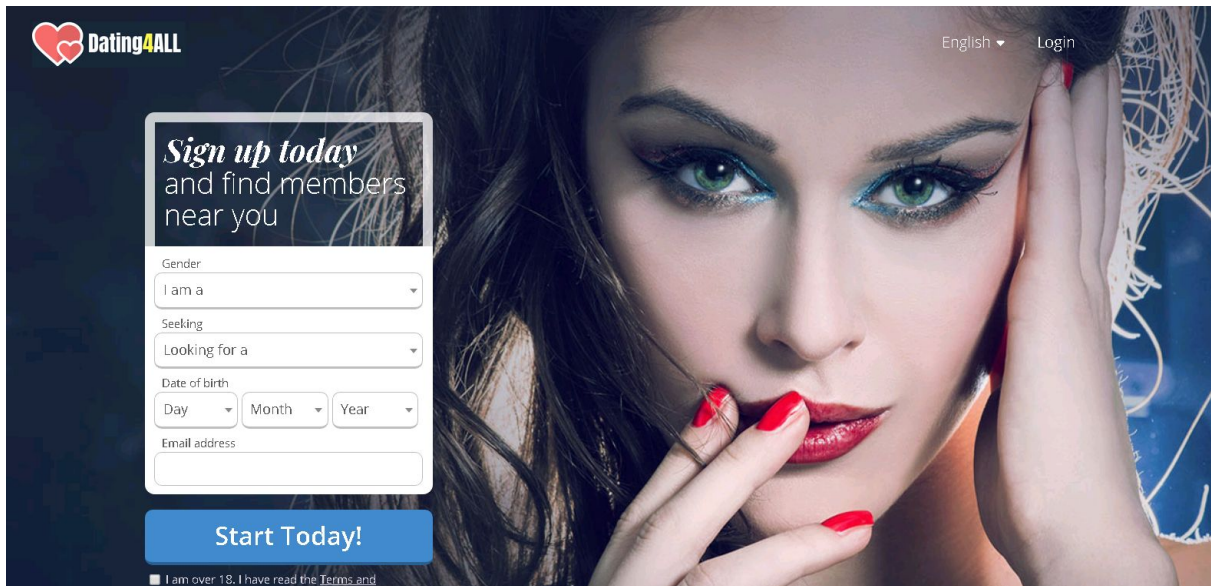 Dating4ALL
English
Login
Sign up today
and find members
near you
Gender
I am a
Seeking
Looking for a
Date of birth
Day Month Year
Email address
Start Today!
I am over 18. I have read the Terms and